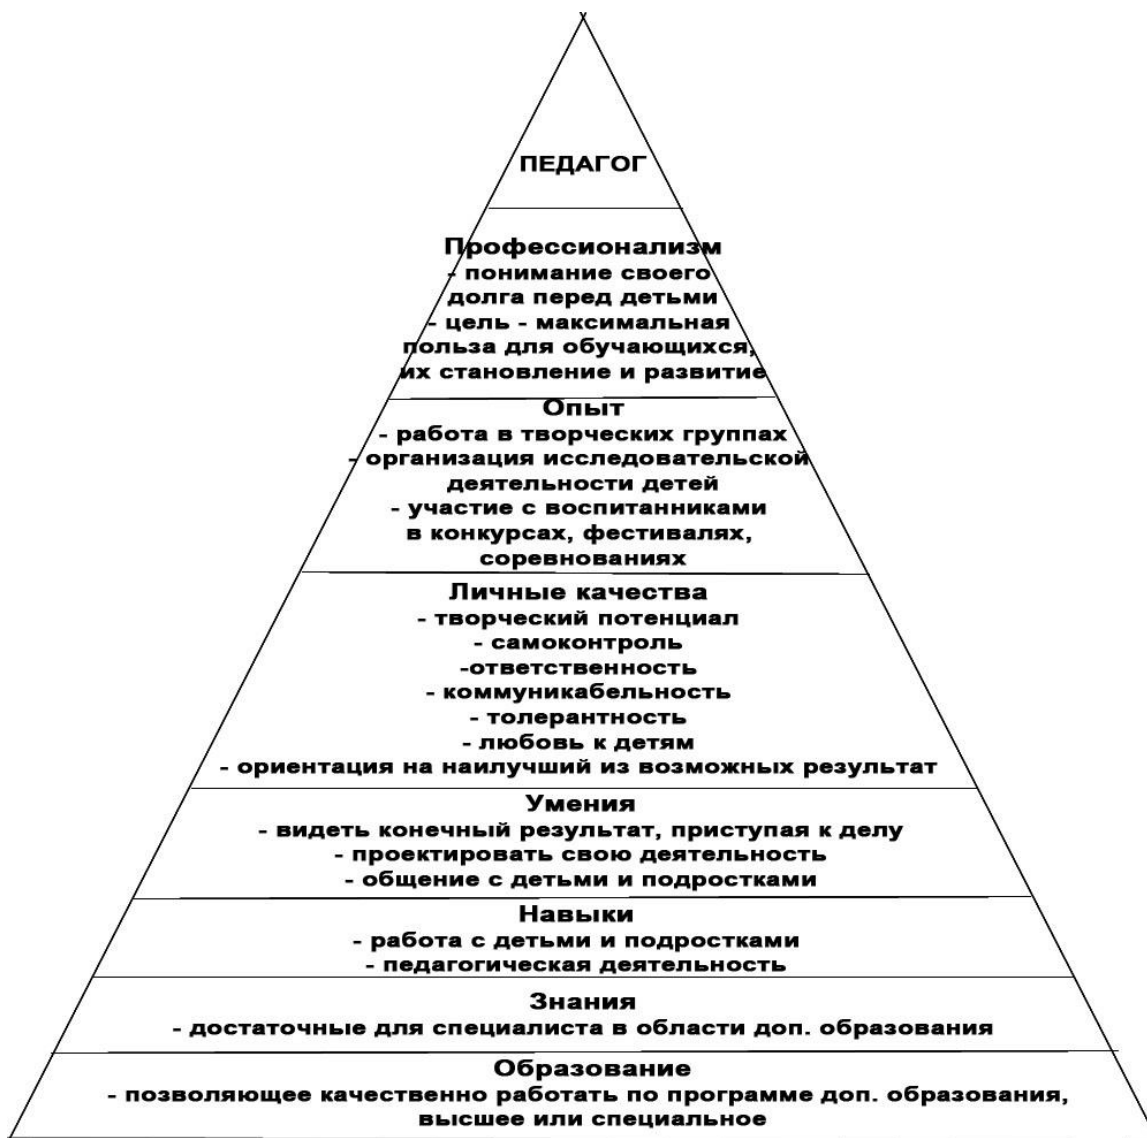 ПЕДАГОГ
Профессионализм
- понимание своего
долга перед детьми
- цель - максимальная
польза для обучающихся,
их становление и развитие
Опыт
- работа в творческих группах
- организация исследовательской
деятельности детей
- участие с воспитанниками
в конкурсах, фестивалях,
соревнованиях
Личные качества
- творческий потенциал
- самоконтроль
-ответственность
- коммуникабельность
- толерантность
- любовь к детям
- ориентация на наилучший из возможных результат
Умения
- видеть конечный результат, приступая к делу
- проектировать свою деятельность
- общение с детьми и подростками
Навыки
- работа с детьми и подростками
- педагогическая деятельность
Знания
- достаточные для специалиста в области доп. образования
Образование
- позволяющее качественно работать по программе доп. образования,
высшее или специальное